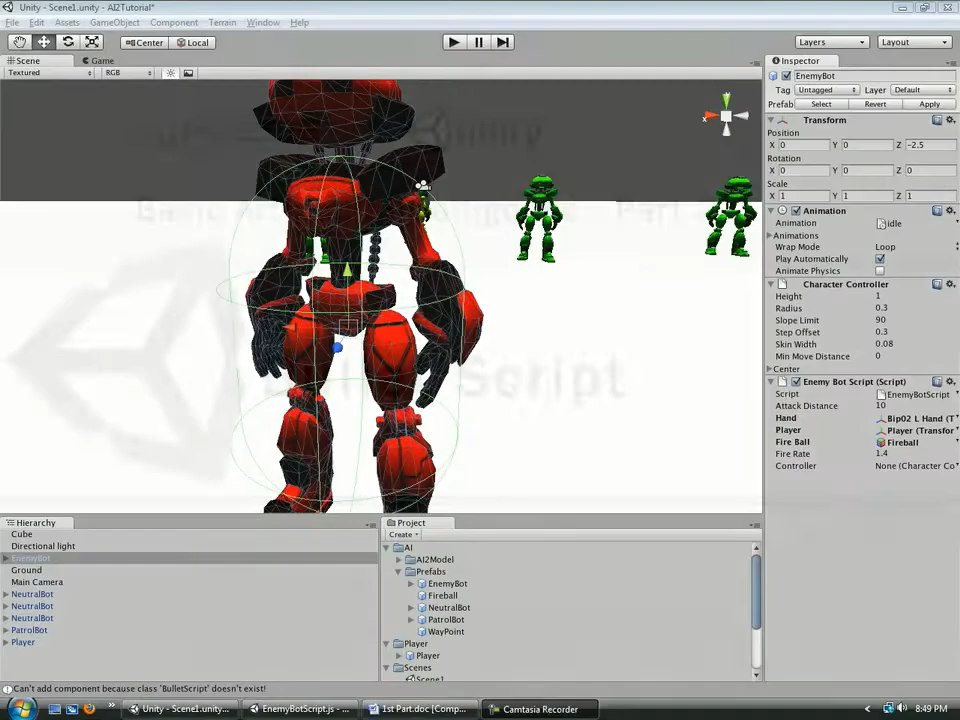 Unity - Scene1.unity - AI2Tutorial*
File Edit Assets GameObject Component Terrain Window Help
Center Local Layers Layout
Scene Game Inspector
Textured RGB
EnemyBot
Tag Untagged Layer Default
Prefab Select Revert Apply
Transform
Position
X 0 Y 0 Z -2.5
Rotation
X 0 Y 0 Z 0
Scale
X 1 Y 1 Z 1
Animation
Animation idle
Animations
Wrap Mode Loop
Play Automatically
Animate Physics
Character Controller
Height 1
Radius 0.3
Slope Limit 90
Step Offset 0.3
Skin Width 0.08
Min Move Distance 0
Center
Enemy Bot Script (Script)
Script EnemyBotScript
Attack Distance 10
Hand Bip02 L Hand (T
Player Player (Transfor
Fire Ball Fireball
Fire Rate 1.4
Controller None (Character Co
unity
Part
Script
Hierarchy
Cube
Directional light
EnemyBot
Ground
Main Camera
NeutralBot
NeutralBot
NeutralBot
PatrolBot
Player
Project
Create
AI
AI2Model
Prefabs
EnemyBot
Fireball
NeutralBot
PatrolBot
WayPoint
Player
Player
Scenes
Scene1
Can't add component because class 'BulletScript' doesn't exist!
Unity - Scene1.unity... EnemyBotScript.js - ... 1st Part.doc [Comp... Camtasia Recorder 8:49 PM